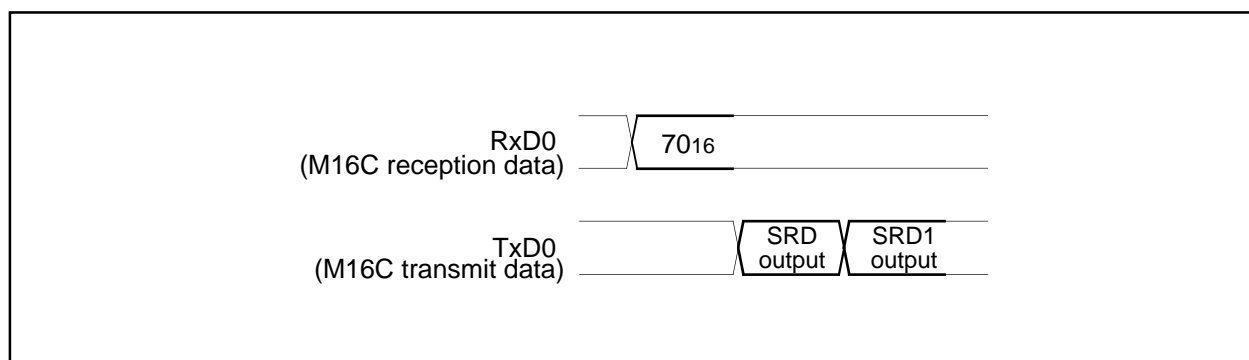 RxD0
(M16C reception data)
7016
TxD0
(M16C transmit data)
SRD
output
SRD1
output